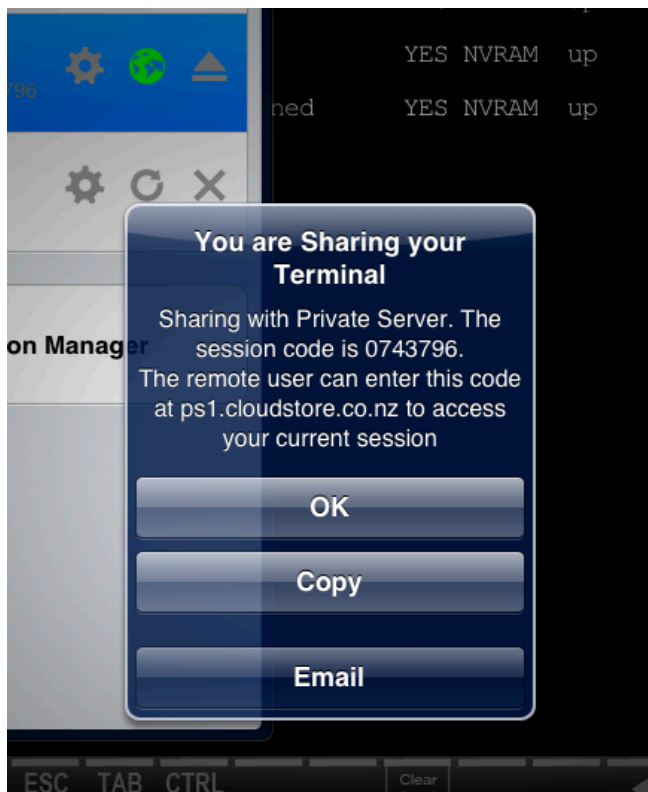 YES NVRAM up
796
ned YES NVRAM up
You are Sharing your
Terminal
Sharing with Private Server. The
session code is 0743796.
The remote user can enter this code
at ps1.cloudstore.co.nz to access
your current session
on Manager
OK
Copy
Email
ESC TAB CTRL Clear